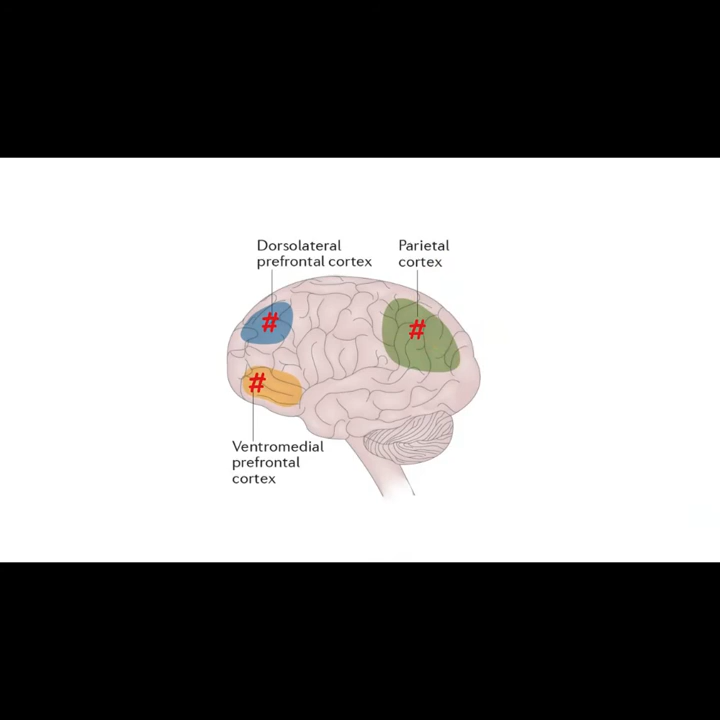 Dorsolateral
prefrontal cortex
Parietal
cortex
#
#
#
Ventromedial
prefrontal
cortex